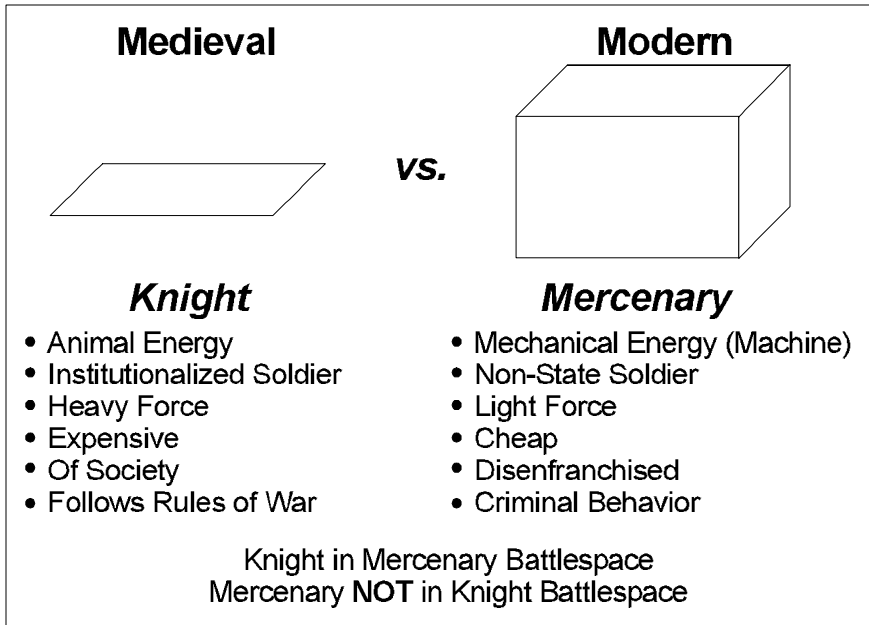 Medieval
Modern
vs.
Knight
• Animal Energy
• Institutionalized Soldier
• Heavy Force
• Expensive
• Of Society
• Follows Rules of War
Mercenary
• Mechanical Energy (Machine)
• Non-State Soldier
• Light Force
• Cheap
• Disenfranchised
• Criminal Behavior
Knight in Mercenary Battlespace
Mercenary NOT in Knight Battlespace